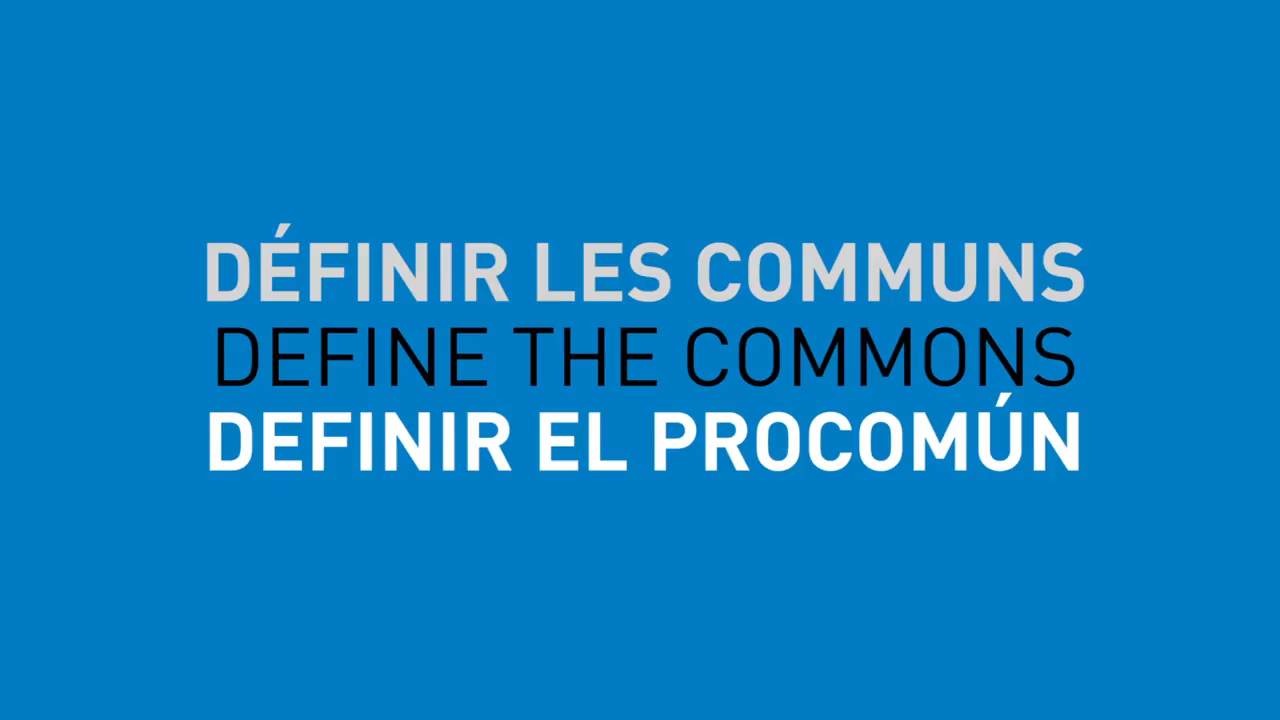 DÉFINIR LES COMMUNS
DEFINE THE COMMONS
DEFINIR EL PROCOMÚN